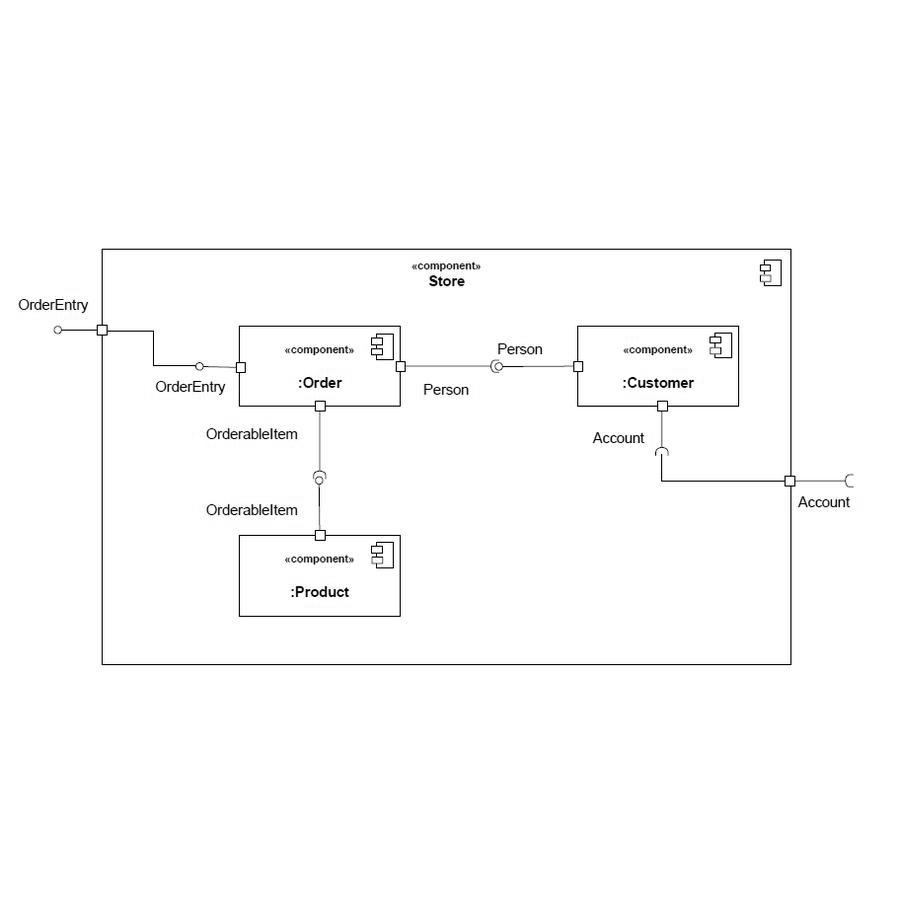 «component»
Store
OrderEntry
«component»
:Order
Person
«component»
:Customer
OrderEntry
Person
OrderableItem
Account
Account
OrderableItem
«component»
:Product